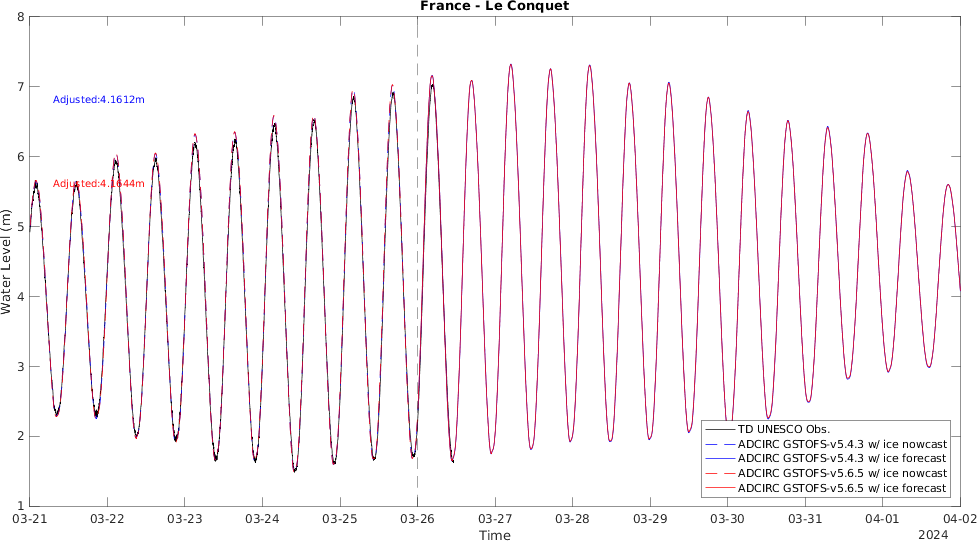 France - Le Conquet
8
7
6
5
4
3
2
1
Water Level (m)
Adjusted:4.1612m
Adjusted:4.1644m
TD UNESCO Obs.
ADCIRC GSTOFS-v5.4.3 w/ ice nowcast
ADCIRC GSTOFS-v5.4.3 w/ ice forecast
ADCIRC GSTOFS-v5.6.5 w/ ice nowcast
ADCIRC GSTOFS-v5.6.5 w/ ice forecast
03-21 03-22 03-23 03-24 03-25 03-26 03-27 03-28 03-29 03-30 03-31 04-01 04-02
Time
2024